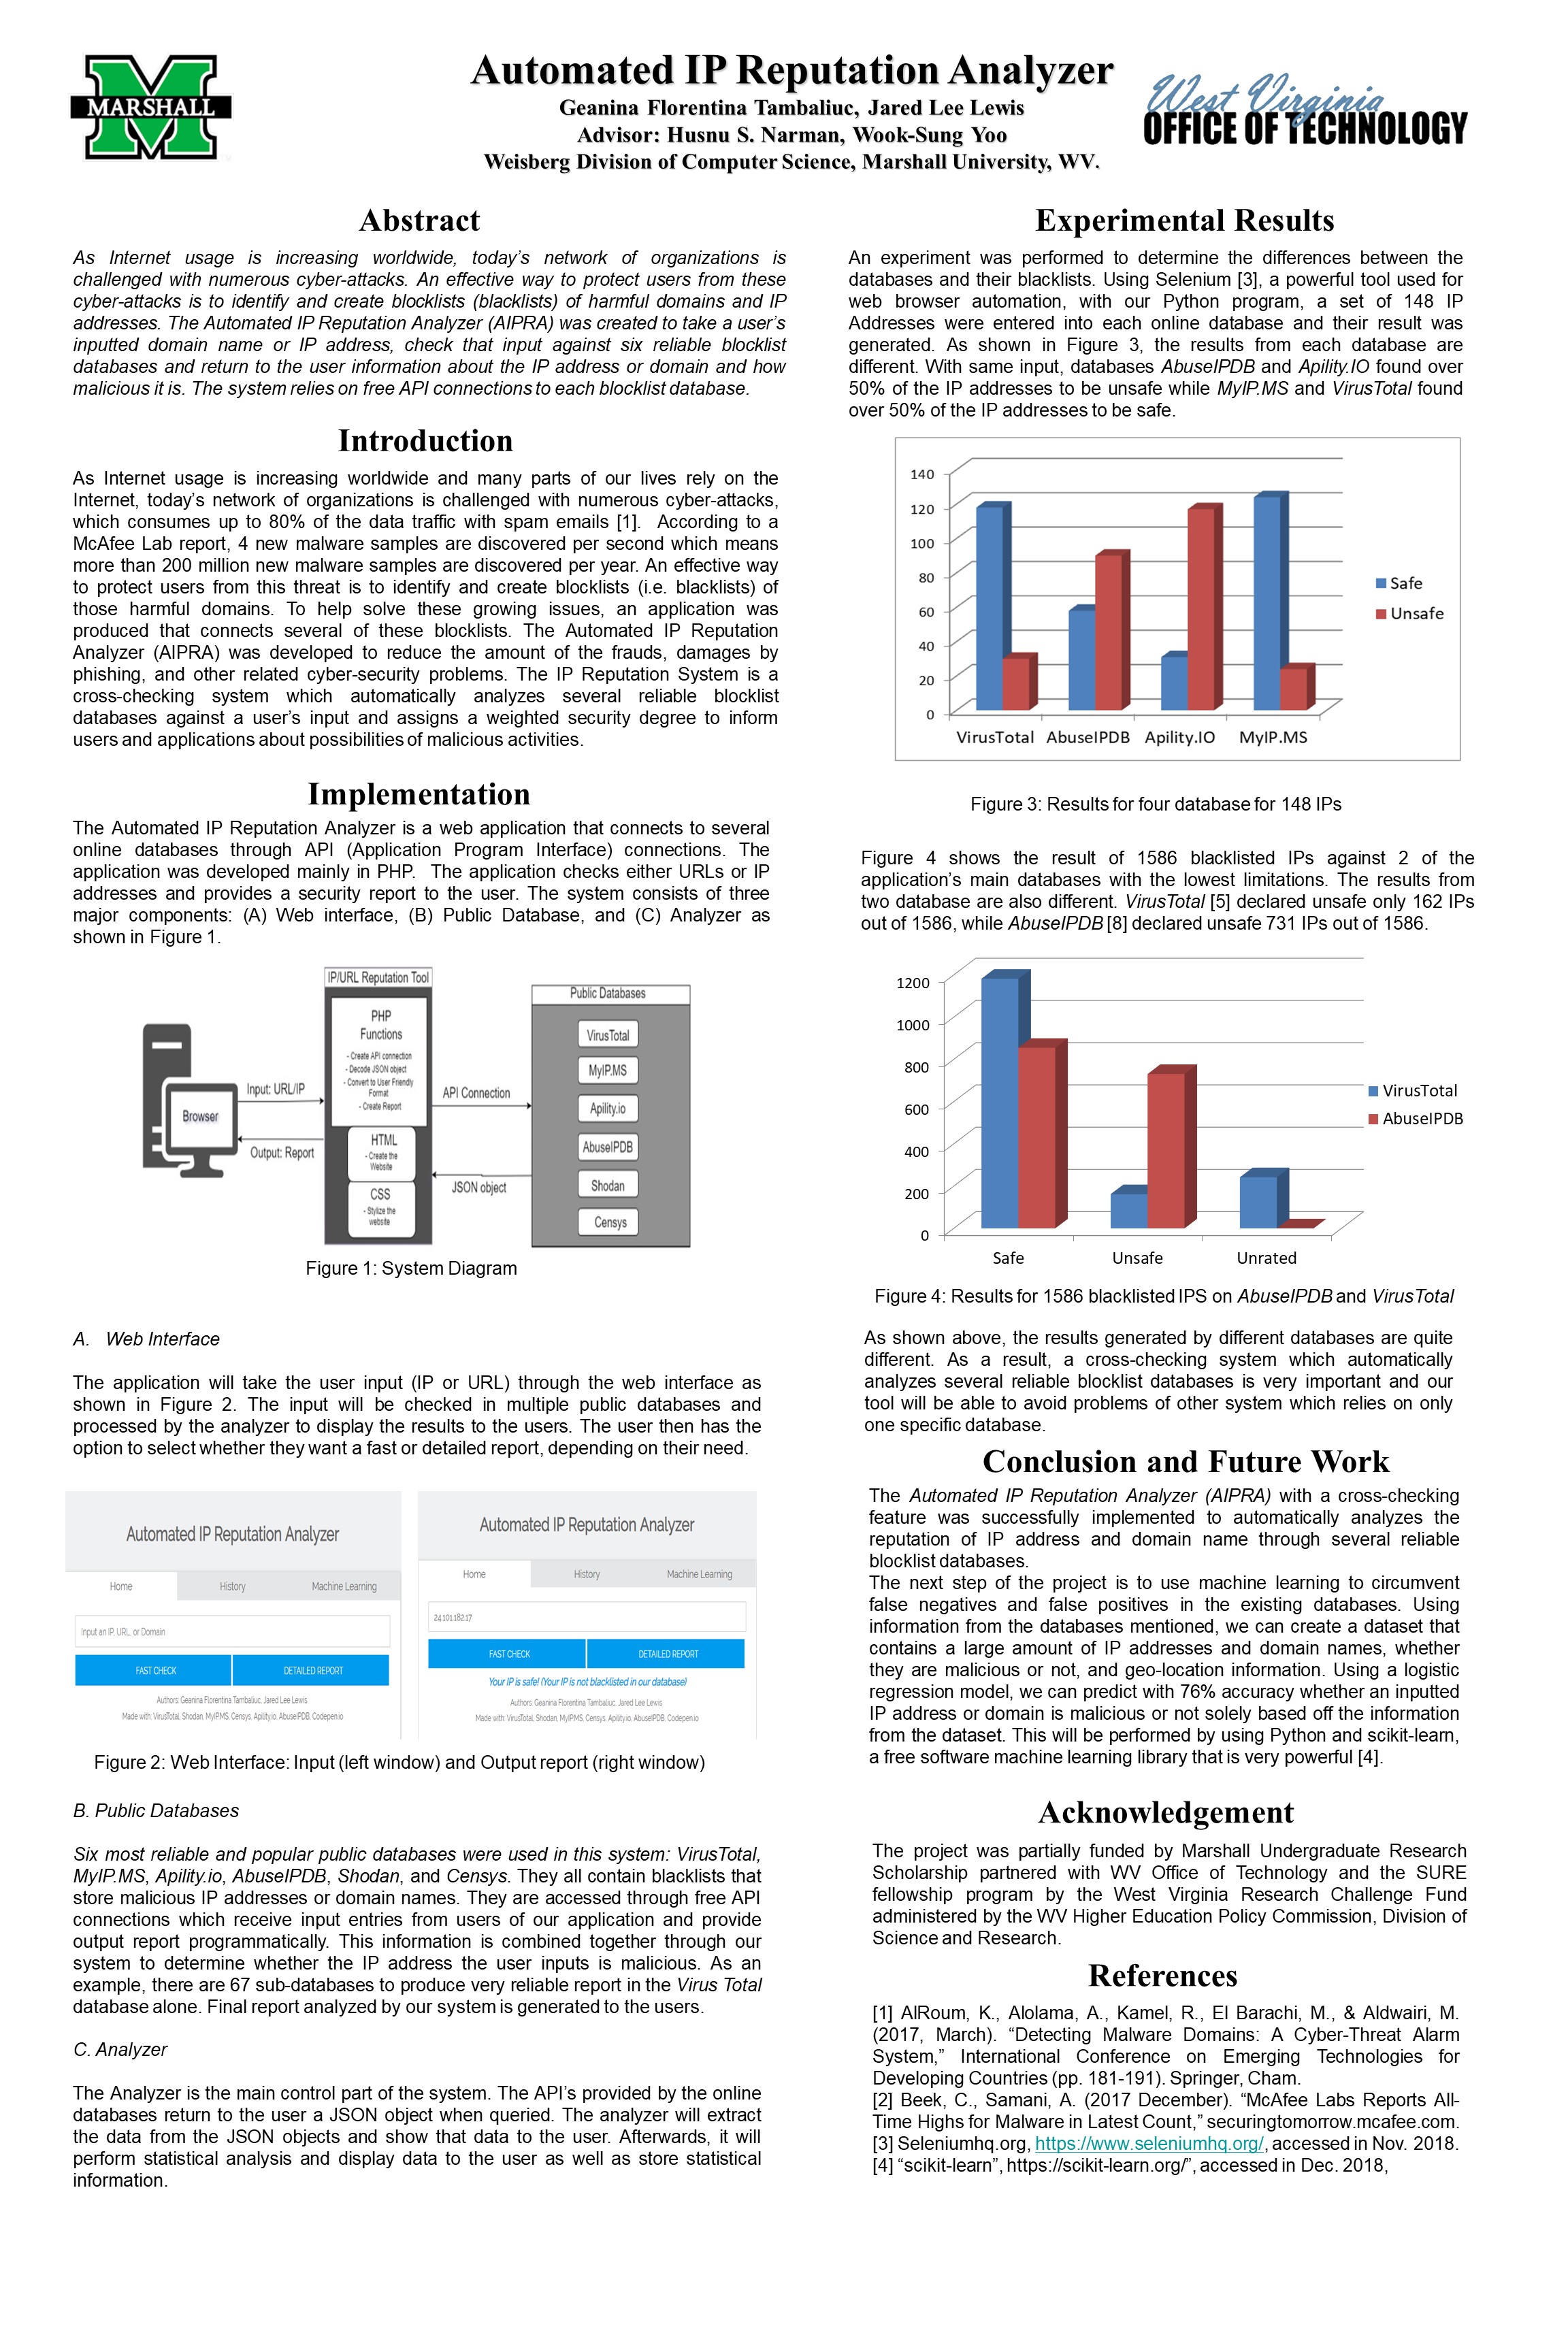 MARSHALL
Automated IP Reputation Analyzer
Geanina Florentina Tambaliuc, Jared Lee Lewis
Advisor: Husnu S. Narman, Wook-Sung Yoo
Weisberg Division of Computer Science, Marshall University, WV.
West Virginia
OFFICE OF TECHNOLOGY
Abstract
As Internet usage is increasing worldwide, today's network of organizations is
challenged with numerous cyber-attacks. An effective way to protect users from these
cyber-attacks is to identify and create blocklists (blacklists) of harmful domains and IP
addresses. The Automated IP Reputation Analyzer (AIPRA) was created to take a user's
inputted domain name or IP address, check that input against six reliable blocklist
databases and return to the user information about the IP address or domain and how
malicious it is. The system relies on free API connections to each blocklist database.
Introduction
As Internet usage is increasing worldwide and many parts of our lives rely on the
Internet, today's network of organizations is challenged with numerous cyber-attacks,
which consumes up to 80% of the data traffic with spam emails [1]. According to a
McAfee Lab report, 4 new malware samples are discovered per second which means
more than 200 million new malware samples are discovered per year. An effective way
to protect users from this threat is to identify and create blocklists (i.e. blacklists) of
those harmful domains. To help solve these growing issues, an application was
produced that connects several of these blocklists. The Automated IP Reputation
Analyzer (AIPRA) was developed to reduce the amount of the frauds, damages by
phishing, and other related cyber-security problems. The IP Reputation System is a
cross-checking system which automatically analyzes several reliable blocklist
databases against a user's input and assigns a weighted security degree to inform
users and applications about possibilities of malicious activities.
Implementation
The Automated IP Reputation Analyzer is a web application that connects to several
online databases through API (Application Program Interface) connections. The
application was developed mainly in PHP. The application checks either URLs or IP
addresses and provides a security report to the user. The system consists of three
major components: (A) Web interface, (B) Public Database, and (C) Analyzer as
shown in Figure 1.
Browser
Input: URL/IP
Output: Report
IP/URL Reputation Tool
PHP
Functions
- Create API connection
- Decode JSON object
- Convert to User Friendly
Format
- Create Report
HTML
- Create the
Website
CSS
- Stylize the
website
API Connection
JSON object
Public Databases
VirusTotal
MyIP.MS
Apility.io
AbuseIPDB
Shodan
Censys
Figure 1: System Diagram
A. Web Interface
The application will take the user input (IP or URL) through the web interface as
shown in Figure 2. The input will be checked in multiple public databases and
processed by the analyzer to display the results to the users. The user then has the
option to select whether they want a fast or detailed report, depending on their need.
Automated IP Reputation Analyzer
Home History Machine Learning
Input an IP, URL, or Domain
FAST CHECK DETAILED REPORT
Authors: Geanina Florentina Tambaliuc, Jared Lee Lewis
Made with: VirusTotal, Shodan, MyIP.MS, Censys, Apility.io, AbuseIPDB, Codepen.io
Automated IP Reputation Analyzer
Home History Machine Learning
24.101.182.17
FAST CHECK DETAILED REPORT
Your IP is safe! (Your IP is not blacklisted in our database)
Authors: Geanina Florentina Tambaliuc, Jared Lee Lewis
Made with: VirusTotal, Shodan, MyIP.MS, Censys, Apility.io, AbuseIPDB, Codepen.io
Figure 2: Web Interface: Input (left window) and Output report (right window)
B. Public Databases
Six most reliable and popular public databases were used in this system: VirusTotal,
MyIP.MS, Apility.io, AbuseIPDB, Shodan, and Censys. They all contain blacklists that
store malicious IP addresses or domain names. They are accessed through free API
connections which receive input entries from users of our application and provide
output report programmatically. This information is combined together through our
system to determine whether the IP address the user inputs is malicious. As an
example, there are 67 sub-databases to produce very reliable report in the Virus Total
database alone. Final report analyzed by our system is generated to the users.
C. Analyzer
The Analyzer is the main control part of the system. The API's provided by the online
databases return to the user a JSON object when queried. The analyzer will extract
the data from the JSON objects and show that data to the user. Afterwards, it will
perform statistical analysis and display data to the user as well as store statistical
information.
Experimental Results
An experiment was performed to determine the differences between the
databases and their blacklists. Using Selenium [3], a powerful tool used for
web browser automation, with our Python program, a set of 148 IP
Addresses were entered into each online database and their result was
generated. As shown in Figure 3, the results from each database are
different. With same input, databases AbuseIPDB and Apility.IO found over
50% of the IP addresses to be unsafe while MyIP.MS and VirusTotal found
over 50% of the IP addresses to be safe.
140
120
100
80
60
40
20
0
VirusTotal AbuseIPDB Apility.IO MyIP.MS
Safe
Unsafe
Figure 3: Results for four database for 148 IPs
Figure 4 shows the result of 1586 blacklisted IPs against 2 of the
application's main databases with the lowest limitations. The results from
two database are also different. VirusTotal [5] declared unsafe only 162 IPs
out of 1586, while AbuseIPDB [8] declared unsafe 731 IPs out of 1586.
1200
1000
800
600
400
200
0
Safe Unsafe Unrated
VirusTotal
AbuseIPDB
Figure 4: Results for 1586 blacklisted IPS on AbuseIPDB and VirusTotal
As shown above, the results generated by different databases are quite
different. As a result, a cross-checking system which automatically
analyzes several reliable blocklist databases is very important and our
tool will be able to avoid problems of other system which relies on only
one specific database.
Conclusion and Future Work
The Automated IP Reputation Analyzer (AIPRA) with a cross-checking
feature was successfully implemented to automatically analyzes the
reputation of IP address and domain name through several reliable
blocklist databases.
The next step of the project is to use machine learning to circumvent
false negatives and false positives in the existing databases. Using
information from the databases mentioned, we can create a dataset that
contains a large amount of IP addresses and domain names, whether
they are malicious or not, and geo-location information. Using a logistic
regression model, we can predict with 76% accuracy whether an inputted
IP address or domain is malicious or not solely based off the information
from the dataset. This will be performed by using Python and scikit-learn,
a free software machine learning library that is very powerful [4].
Acknowledgement
The project was partially funded by Marshall Undergraduate Research
Scholarship partnered with WV Office of Technology and the SURE
fellowship program by the West Virginia Research Challenge Fund
administered by the WV Higher Education Policy Commission, Division of
Science and Research.
References
[1] AlRoum, K., Alolama, A., Kamel, R., El Barachi, M., & Aldwairi, M.
(2017, March). “Detecting Malware Domains: A Cyber-Threat Alarm
System,” International Conference on Emerging Technologies for
Developing Countries (pp. 181-191). Springer, Cham.
[2] Beek, C., Samani, A. (2017 December). “McAfee Labs Reports All-
Time Highs for Malware in Latest Count,” securingtomorrow.mcafee.com.
[3] Seleniumhq.org, https://www.seleniumhq.org/, accessed in Nov. 2018.
[4] “scikit-learn”, https://scikit-learn.org/”, accessed in Dec. 2018,